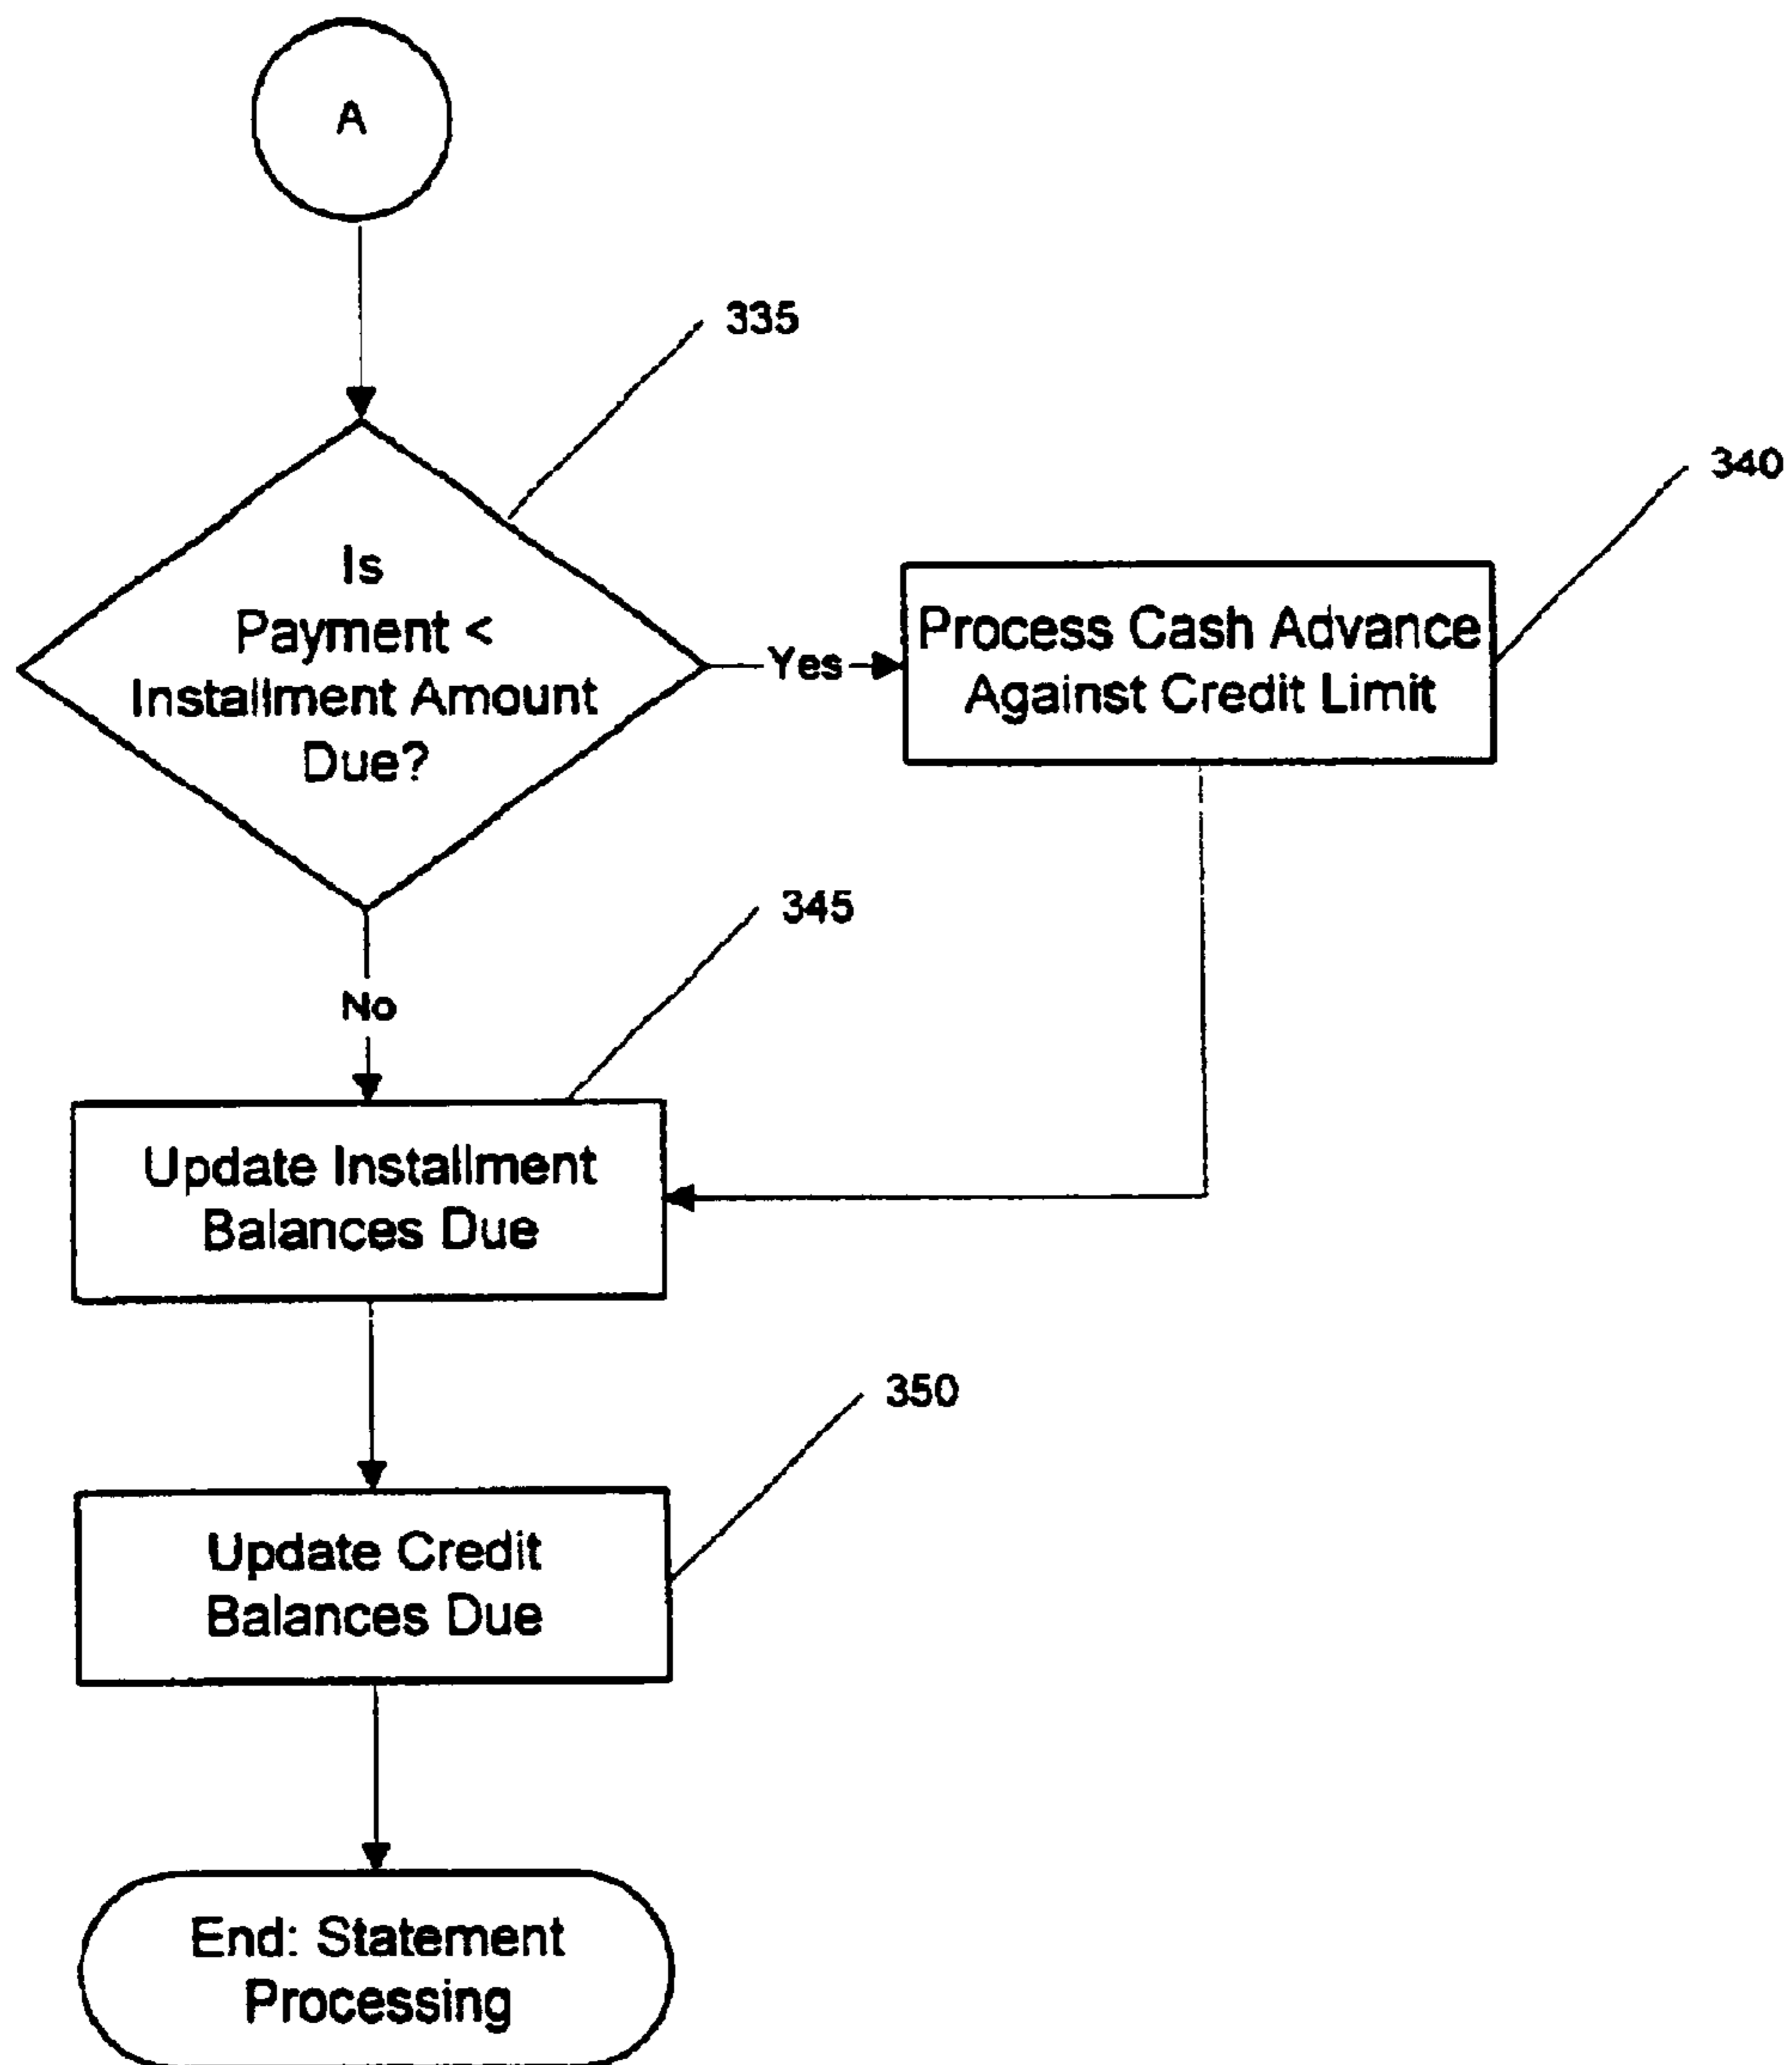 A
335
Is
Payment <
Installment Amount
Due?
Yes
340
Process Cash Advance
Against Credit Limit
No
345
Update Installment
Balances Due
350
Update Credit
Balances Due
End: Statement
Processing